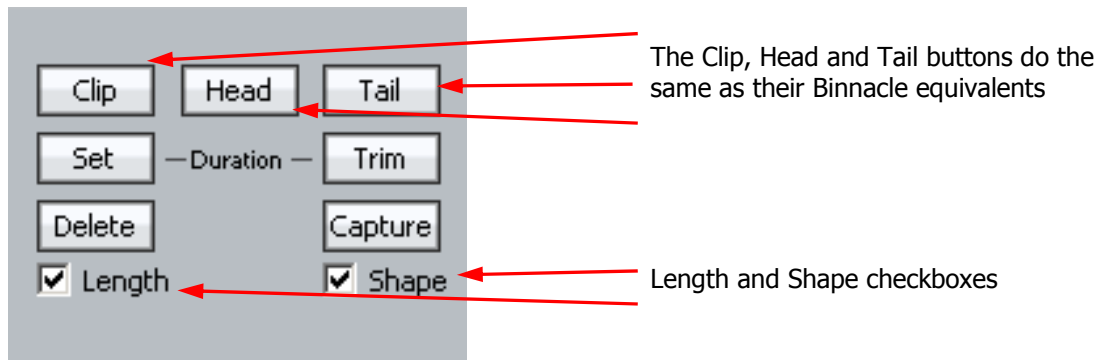 Clip Head Tail
The Clip, Head and Tail buttons do the
same as their Binnacle equivalents
Set Duration Trim
Delete Capture
Length Shape
Length and Shape checkboxes